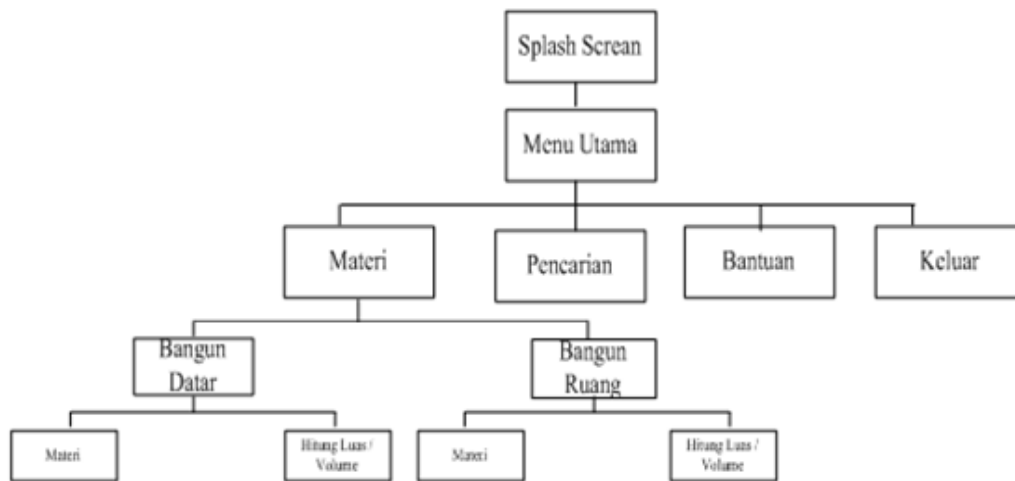 Splash Screan
Menu Utama
Materi
Pencarian
Bantuan
Keluar
Bangun
Datar
Bangun
Ruang
Materi
Hitung Luas /
Volume
Materi
Hitung Luas /
Volume